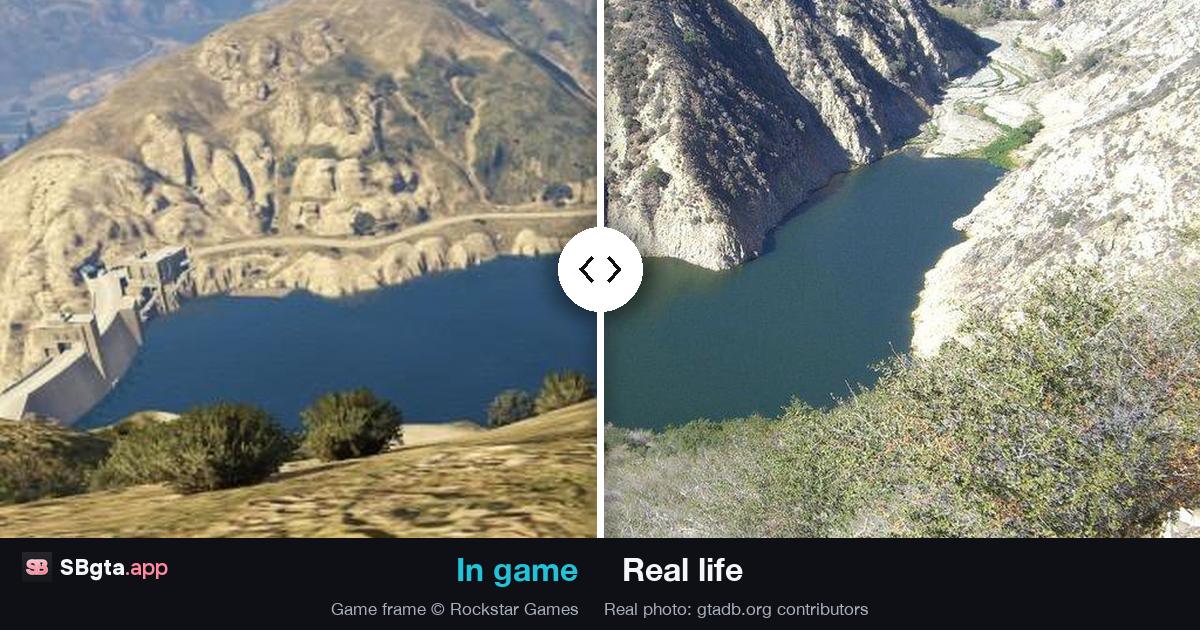 SB SBgta.app
In game Real life
Game frame © Rockstar Games Real photo: gtadb.org contributors